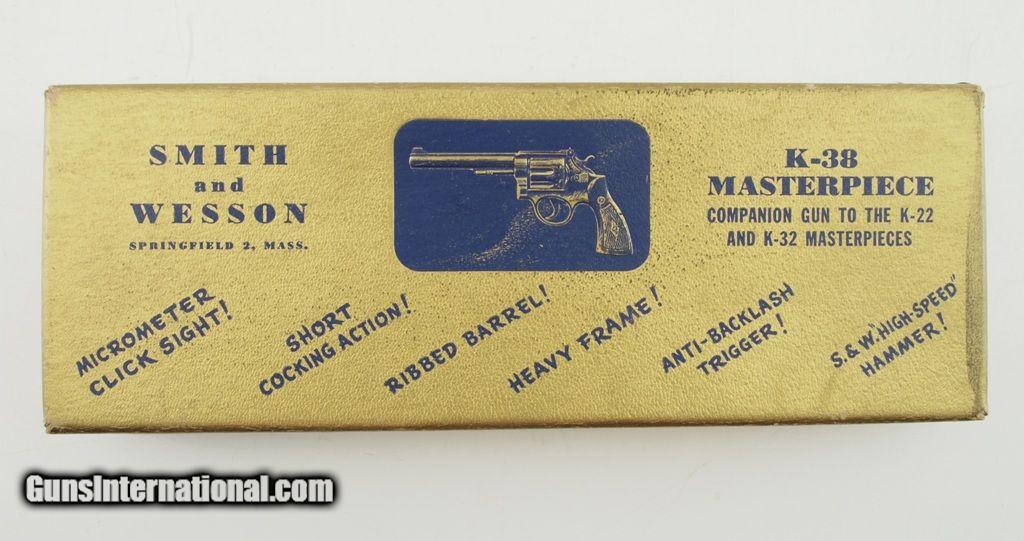 SMITH
and
WESSON
SPRINGFIELD 2, MASS.
K-38
MASTERPIECE
COMPANION GUN TO THE K-22
AND K-32 MASTERPIECES
MICROMETER
CLICK SIGHT!
SHORT
COCKING ACTION!
RIBBED BARREL!
HEAVY FRAME!
ANTI-BACKLASH
TRIGGER!
S.&W. "HIGH-SPEED"
HAMMER!
GunsInternational.com